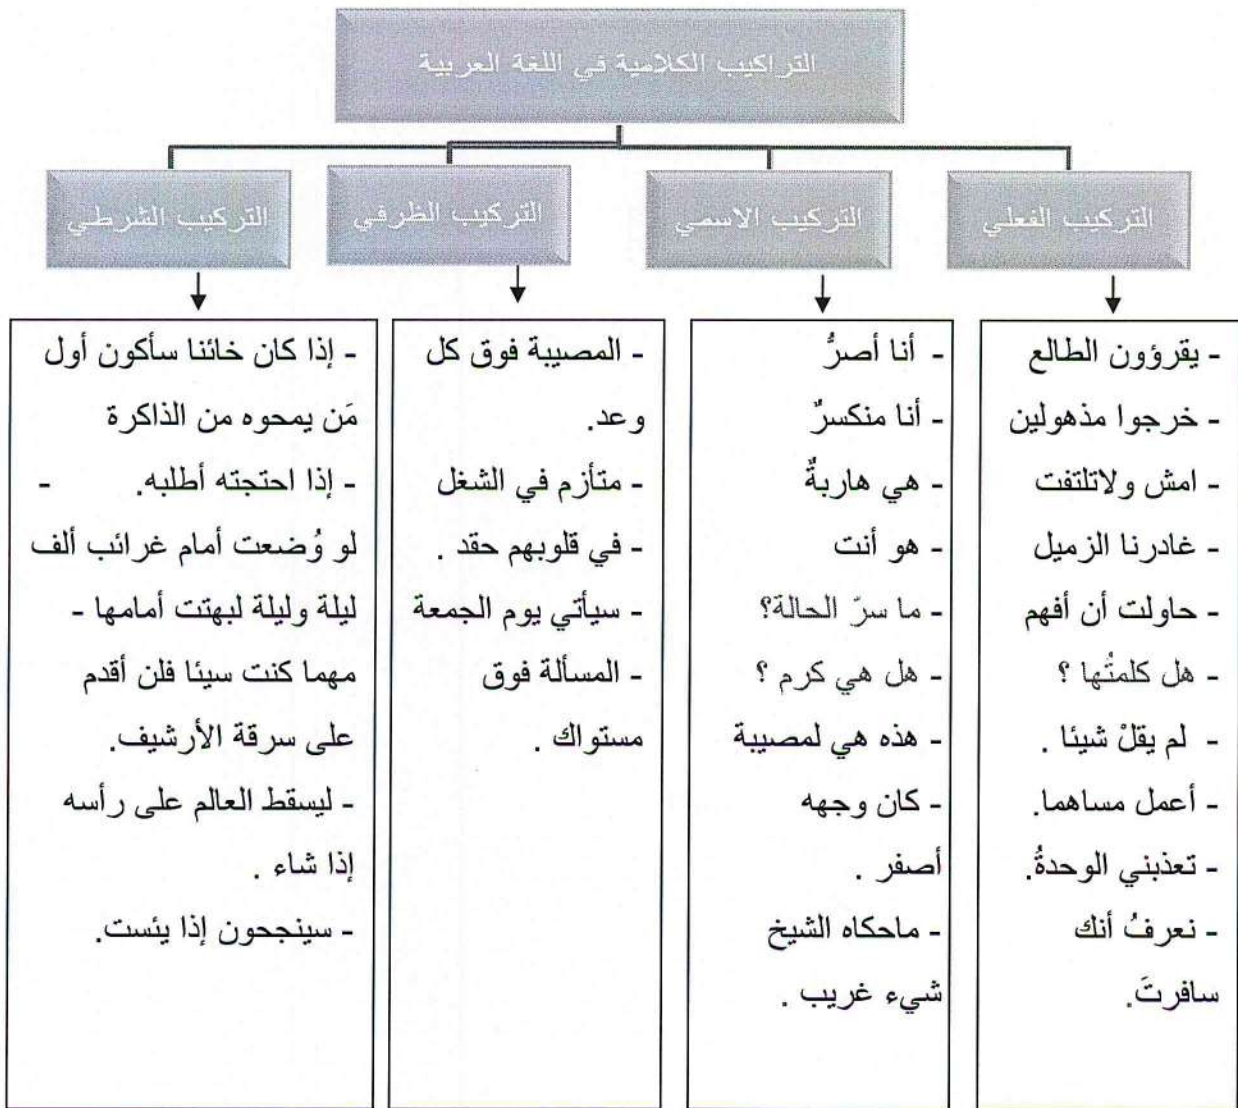 التراكيب الكلامية في اللغة العربية
التركيب الفعلي
التركيب الاسمي
التركيب الظرفي
التركيب الشرطي
- يقرؤون الطالع
- خرجوا مذهولين
- امش ولاتلتفت
- غادرنا الزميل
- حاولت أن أفهم
- هل كلمتُها ؟
- لم يقلْ شيئا .
- أعمل مساهما.
- تعذبني الوحدةُ.
- نعرفُ أنك
سافرتَ.
- أنا أصرُّ
- أنا منكسرٌ
- هي هاربةٌ
- هو أنت
- ما سرّ الحالة؟
- هل هي كرم ؟
- هذه هي لمصيبة
- كان وجهه
أصفر .
- ماحكاه الشيخ
شيء غريب .
- المصيبة فوق كل
وعد.
- متأزم في الشغل
- في قلوبهم حقد .
- سيأتي يوم الجمعة
- المسألة فوق
مستواك .
- إذا كان خائنا سأكون أول
مَن يمحوه من الذاكرة
- إذا احتجته أطلبه. -
لو وُضعت أمام غرائب ألف
ليلة وليلة لبهتت أمامها -
مهما كنت سيئا فلن أقدم
على سرقة الأرشيف.
- ليسقط العالم على رأسه
إذا شاء .
- سينجحون إذا يئست.